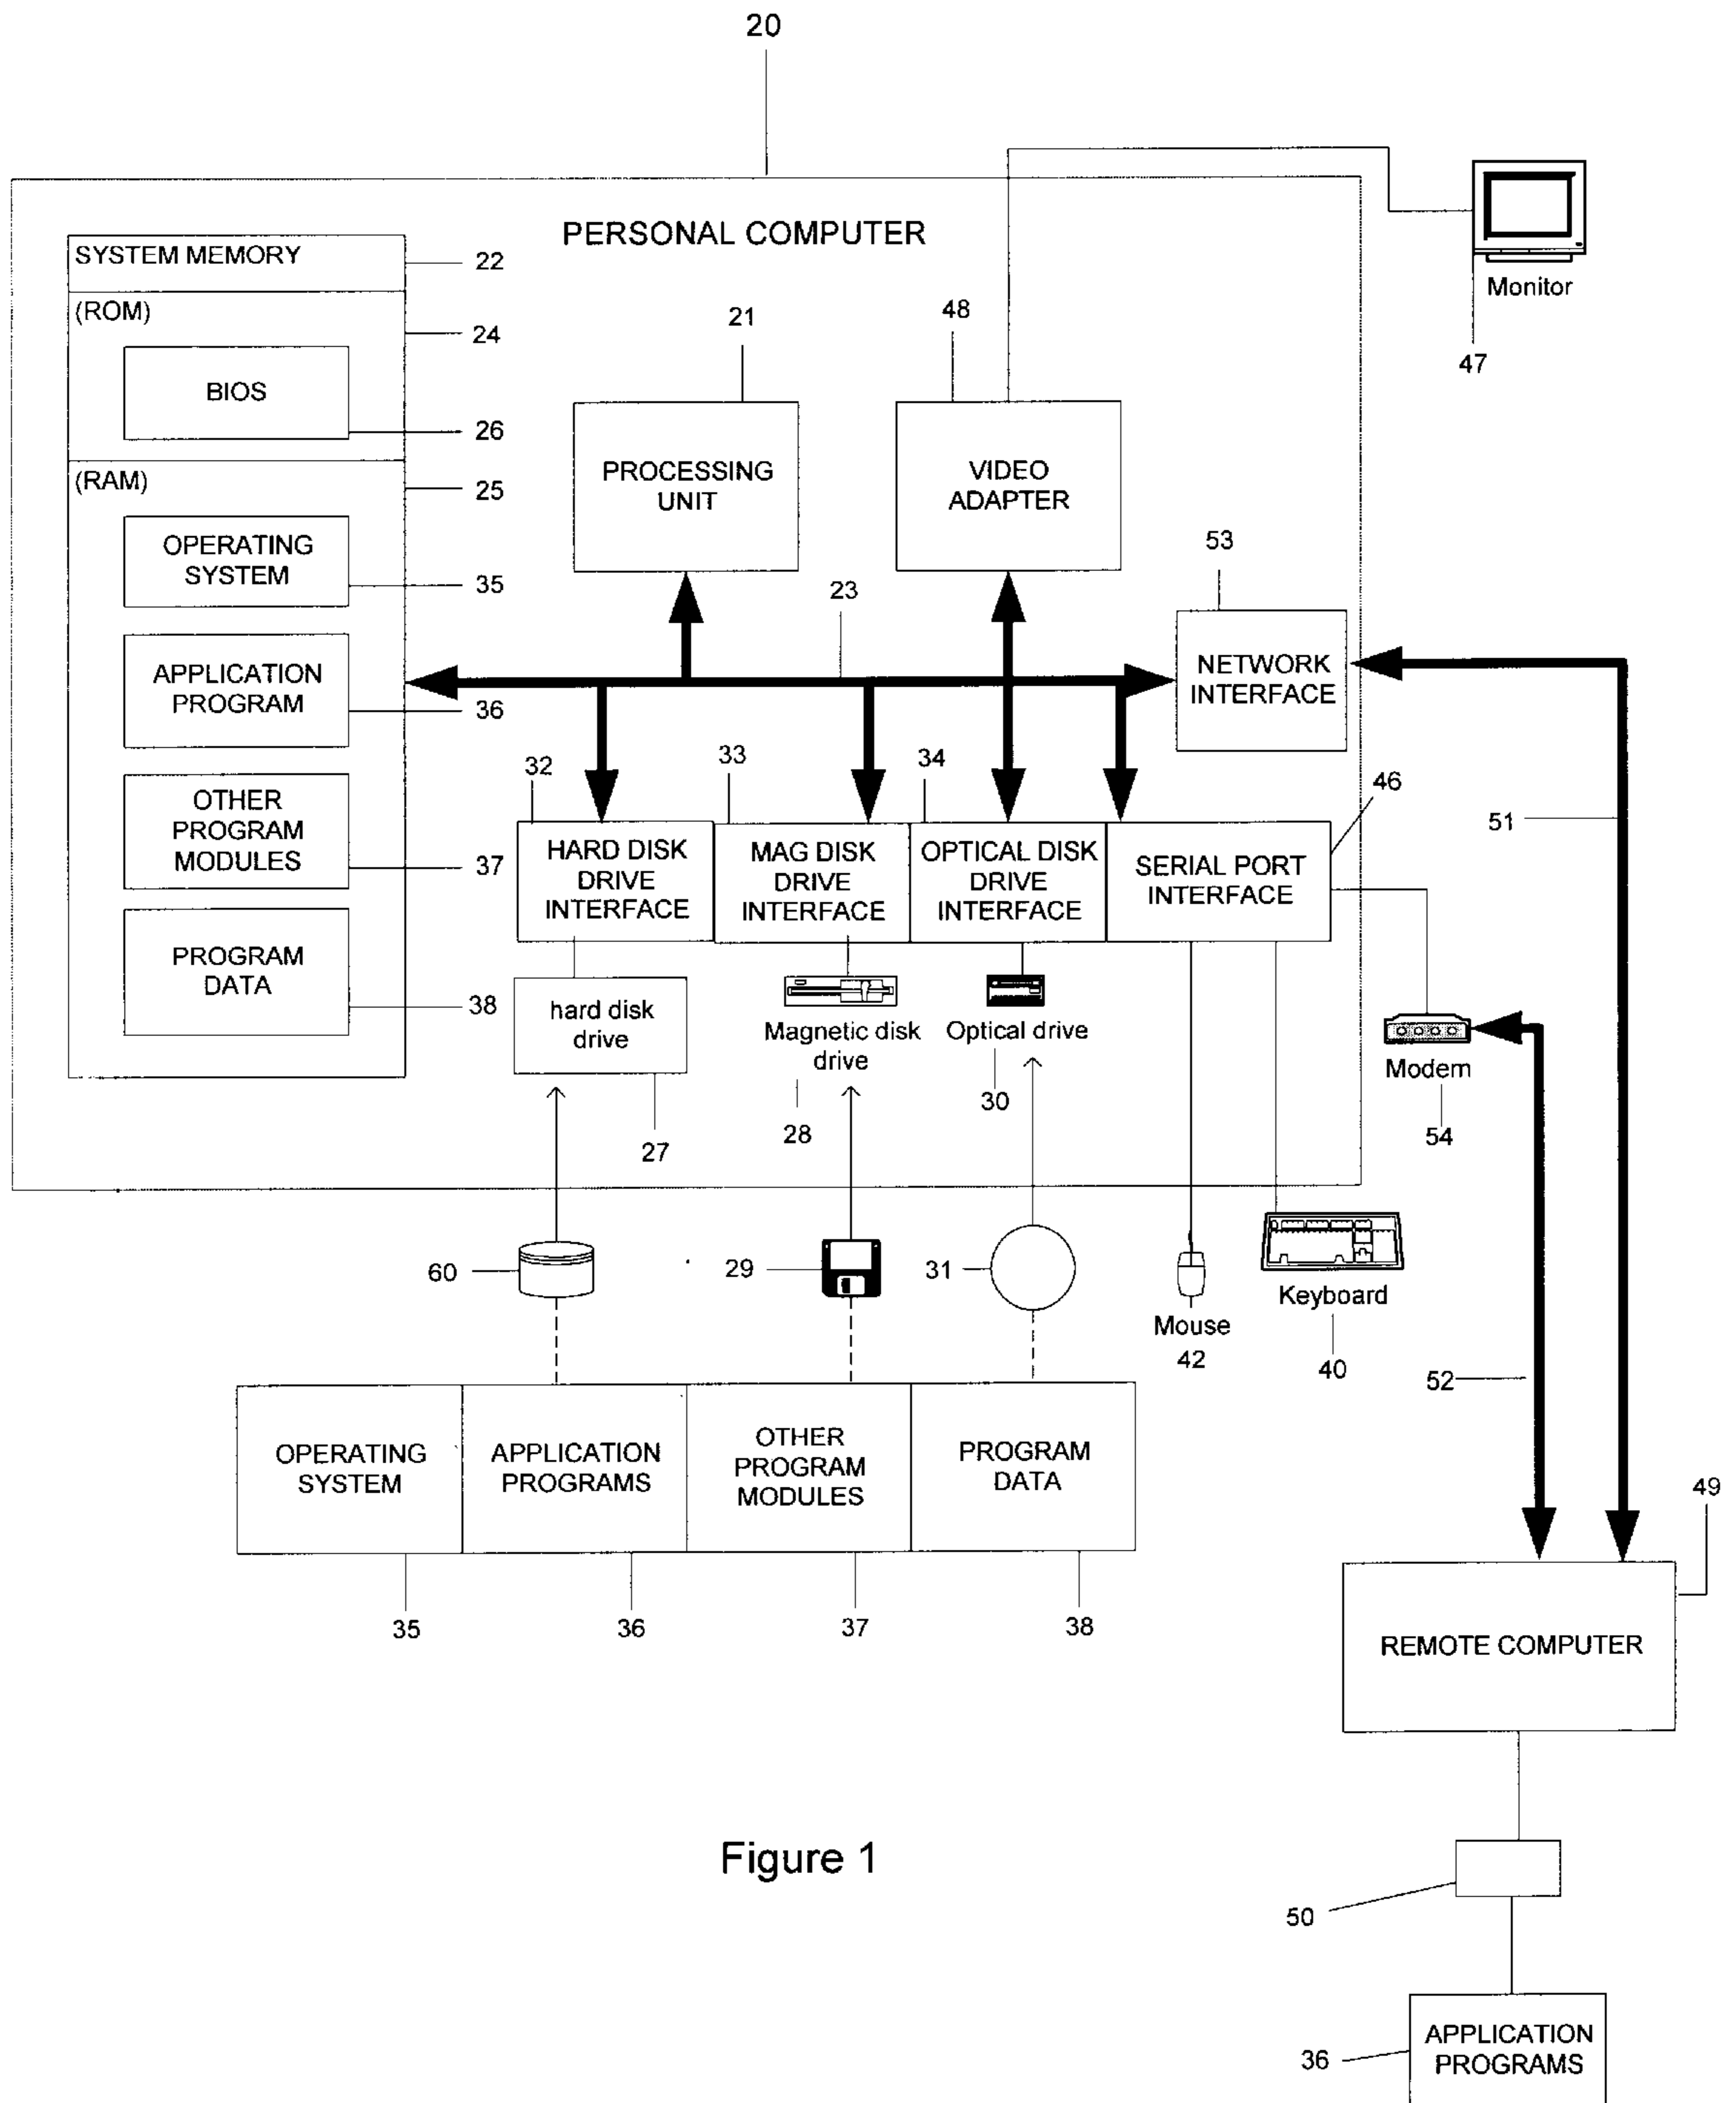 20
PERSONAL COMPUTER
SYSTEM MEMORY
22
(ROM)
24
BIOS
26
(RAM)
25
OPERATING
SYSTEM
35
APPLICATION
PROGRAM
36
OTHER
PROGRAM
MODULES
37
PROGRAM
DATA
38
21
PROCESSING
UNIT
48
VIDEO
ADAPTER
Monitor
47
23
53
NETWORK
INTERFACE
32
HARD DISK
DRIVE
INTERFACE
33
MAG DISK
DRIVE
INTERFACE
34
OPTICAL DISK
DRIVE
INTERFACE
46
SERIAL PORT
INTERFACE
51
hard disk
drive
27
Magnetic disk
drive
28
Optical drive
30
Modem
54
60
29
31
Mouse
42
Keyboard
40
52
OPERATING
SYSTEM
35
APPLICATION
PROGRAMS
36
OTHER
PROGRAM
MODULES
37
PROGRAM
DATA
38
49
REMOTE COMPUTER
50
36
APPLICATION
PROGRAMS
Figure 1